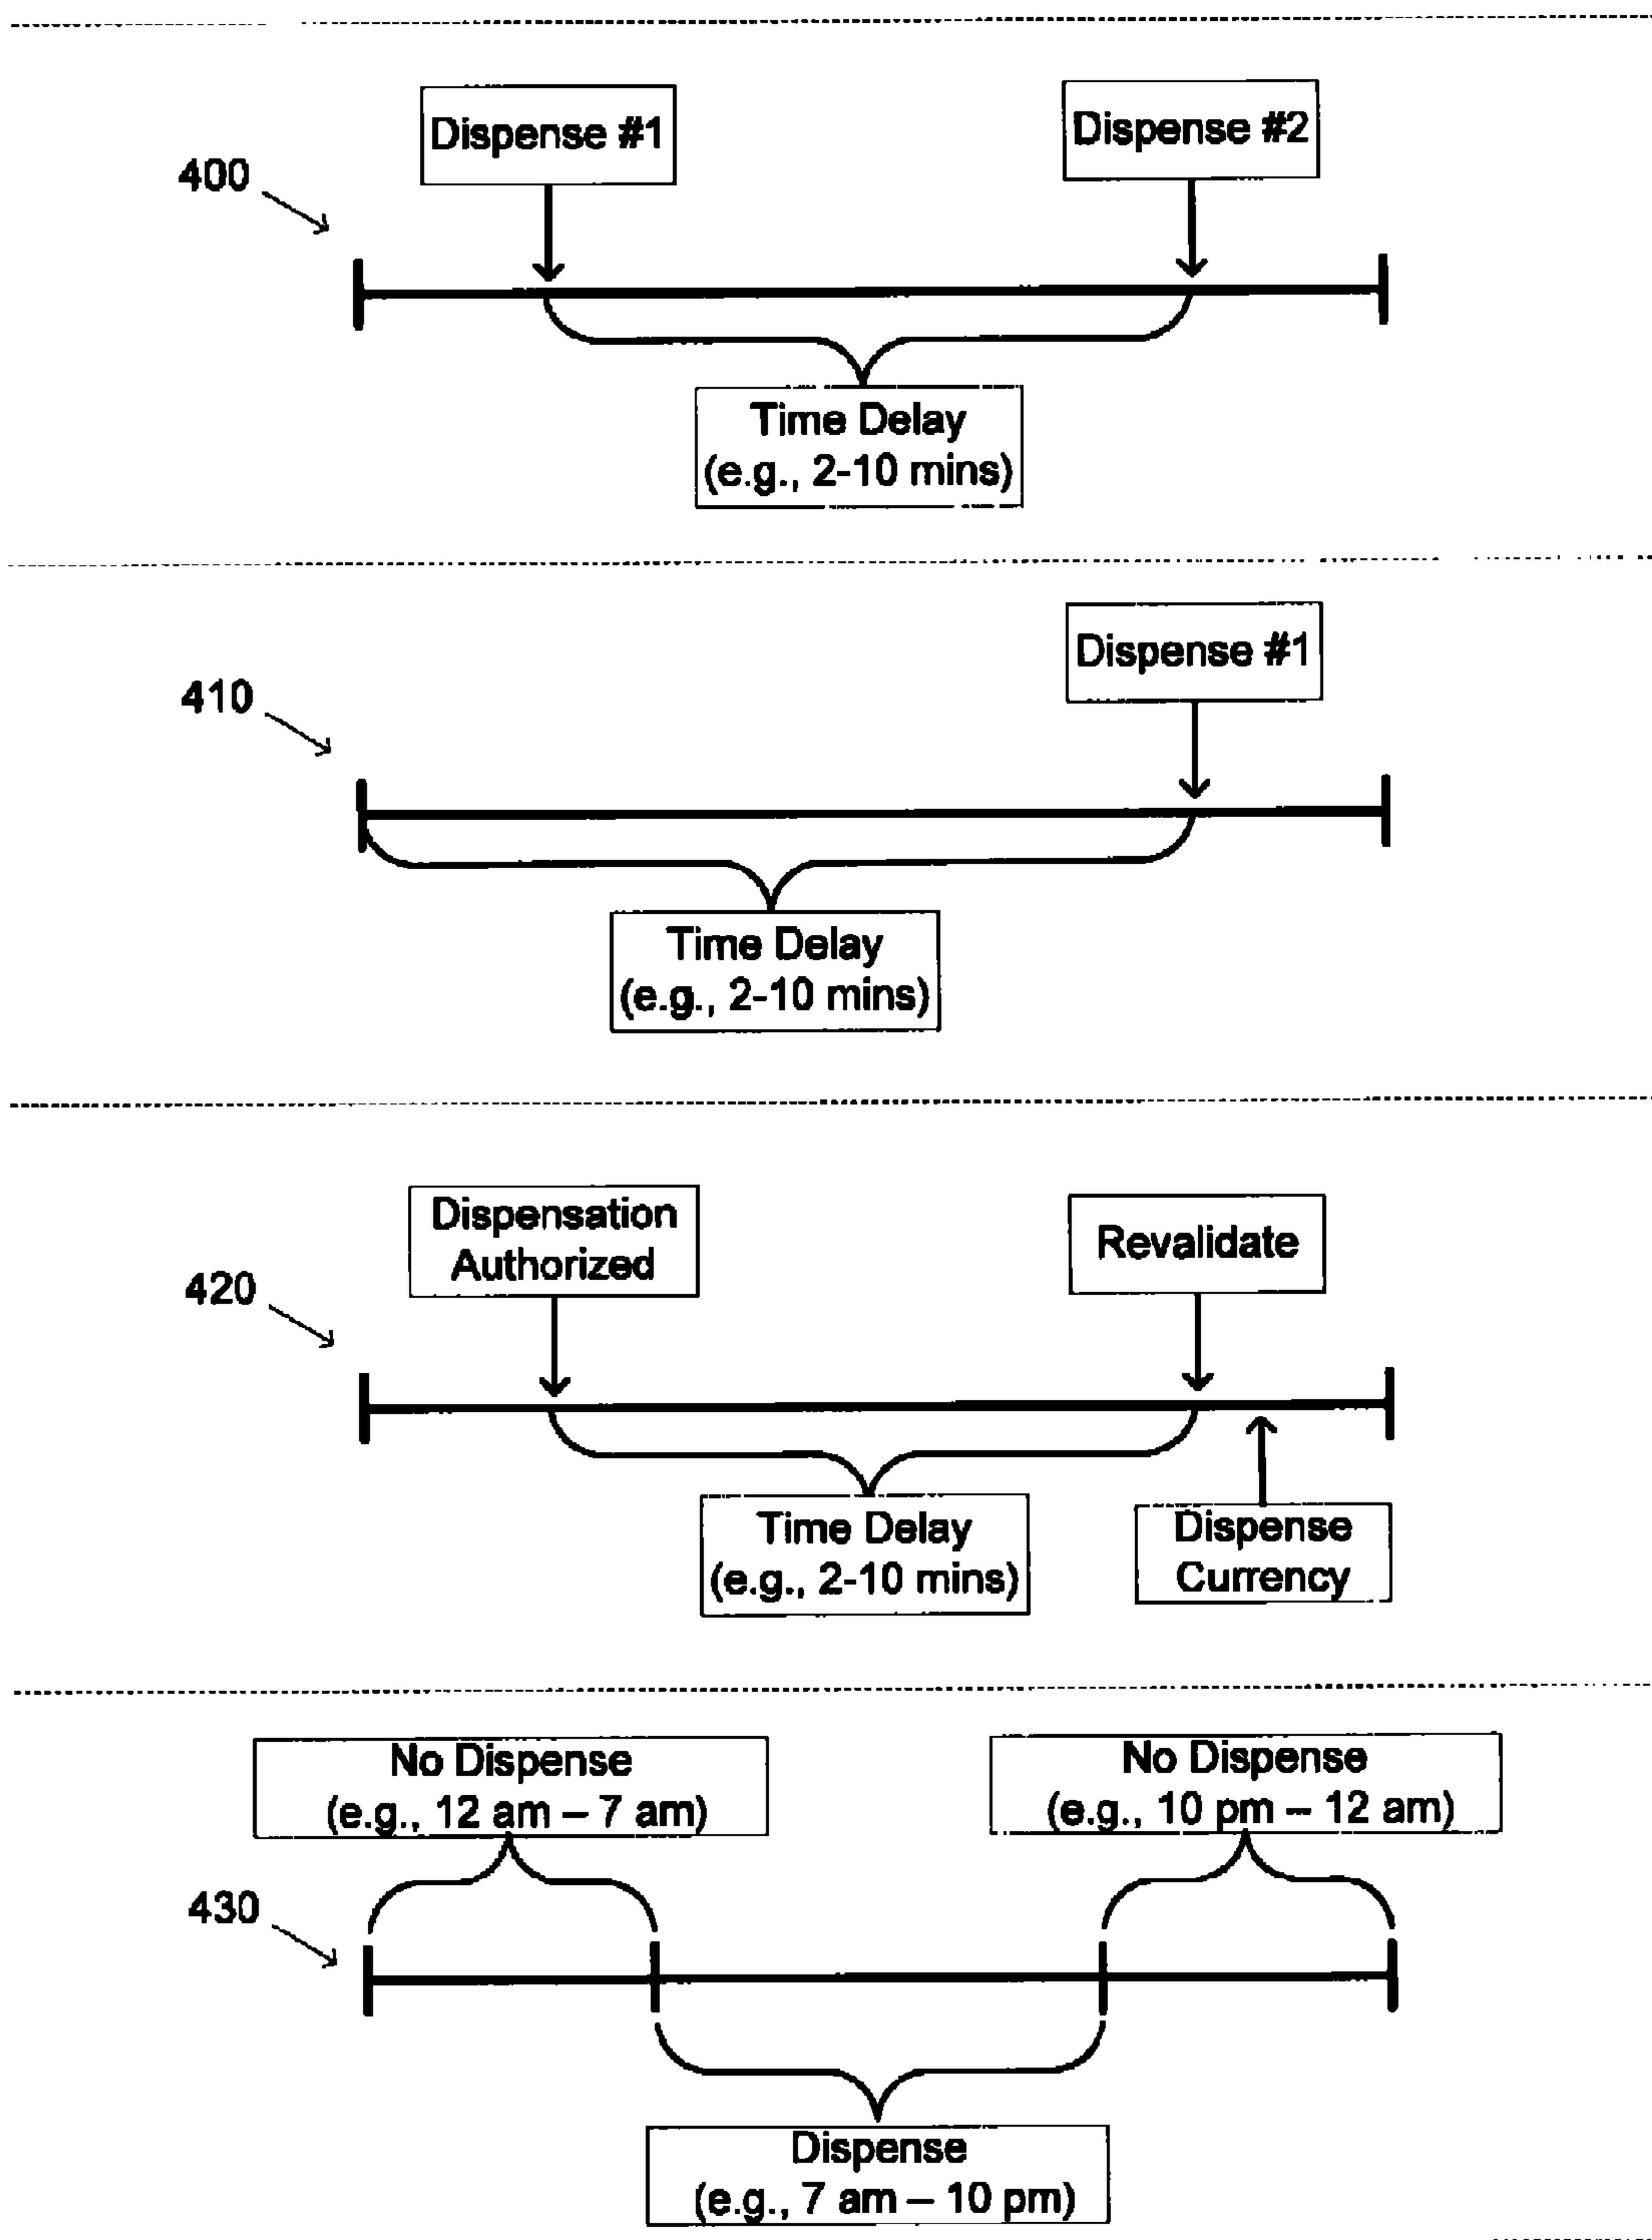 Dispense #1
Dispense #2
400
Time Delay
(e.g., 2-10 mins)
Dispense #1
410
Time Delay
(e.g., 2-10 mins)
Dispensation
Authorized
Revalidate
420
Time Delay
(e.g., 2-10 mins)
Dispense
Currency
No Dispense
(e.g., 12 am – 7 am)
No Dispense
(e.g., 10 pm – 12 am)
430
Dispense
(e.g., 7 am – 10 pm)